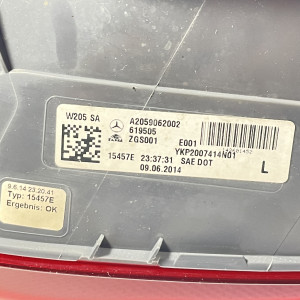 W205 SA A2059062002
619505
ZGS001 E001
YKP2007414N01
15457E 23:37:31 SAE DOT
09.06.2014 L
9.6.14 23:20:41
Typ: 15457E
Ergebnis: OK